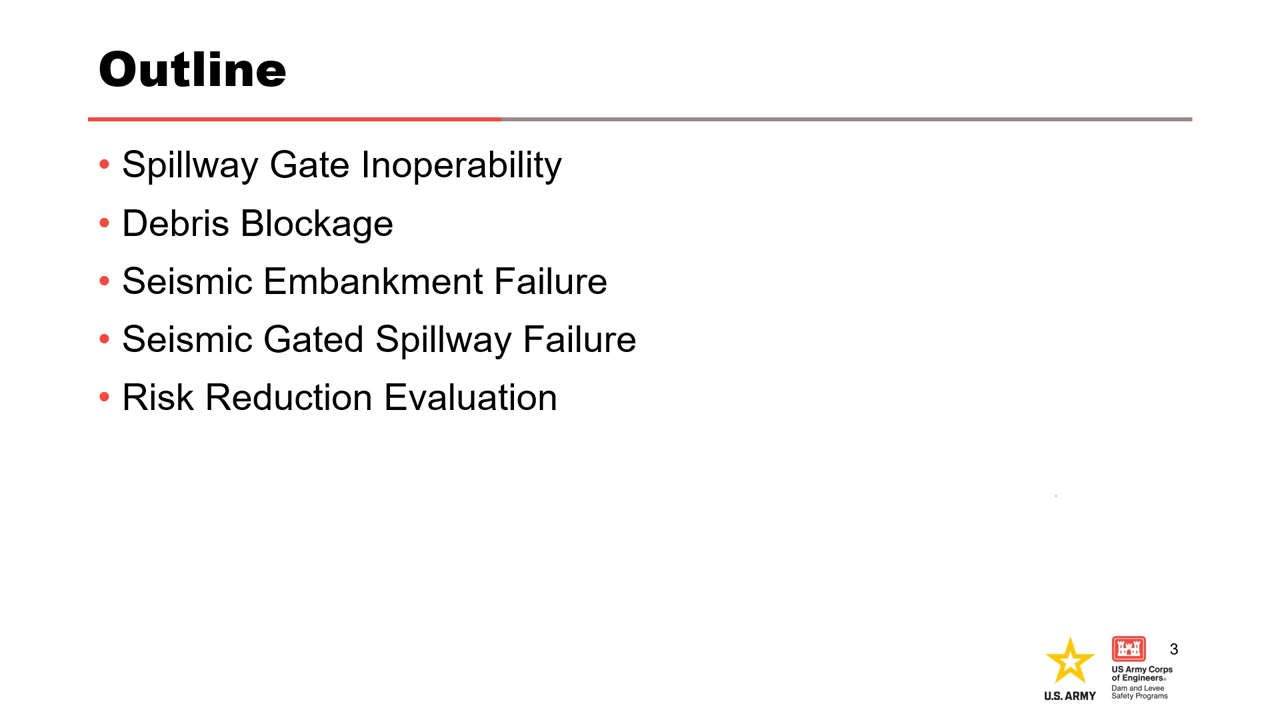 Outline
• Spillway Gate Inoperability
• Debris Blockage
• Seismic Embankment Failure
• Seismic Gated Spillway Failure
• Risk Reduction Evaluation
3
U.S. ARMY
US Army Corps
of Engineers®
Dam and Levee
Safety Programs